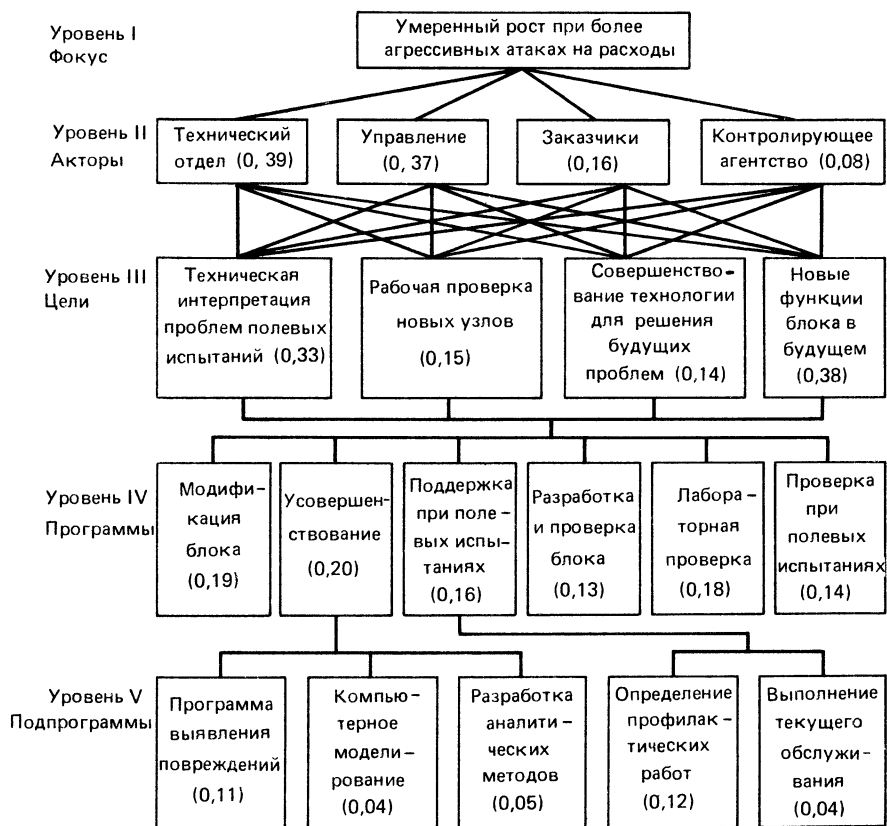 Уровень I
Фокус
Умеренный рост при более
агрессивных атаках на расходы
Уровень II
Акторы
Технический
отдел (0, 39)
Управление
(0, 37)
Заказчики
(0,16)
Контролирующее
агентство (0,08)
Уровень III
Цели
Техническая
интерпретация
проблем полевых
испытаний (0,33)
Рабочая проверка
новых узлов
(0,15)
Совершенство-
вание технологии
для решения
будущих
проблем (0,14)
Новые
функции
блока в
будущем
(0,38)
Уровень IV
Программы
Модифи-
кация
блока
(0,19)
Усовершен-
ствование
(0,20)
Поддержка
при поле-
вых испы-
таниях
(0,16)
Разработка
и проверка
блока
(0,13)
Лабора-
торная
проверка
(0,18)
Проверка
при
полевых
испытаниях
(0,14)
Уровень V
Подпрограммы
Программа
выявления
повреждений
(0,11)
Компью-
терное
модели-
рование
(0,04)
Разработка
аналити-
ческих
методов
(0,05)
Определение
профилак-
тических
работ
(0,12)
Выполнение
текущего
обслужи-
вания
(0,04)